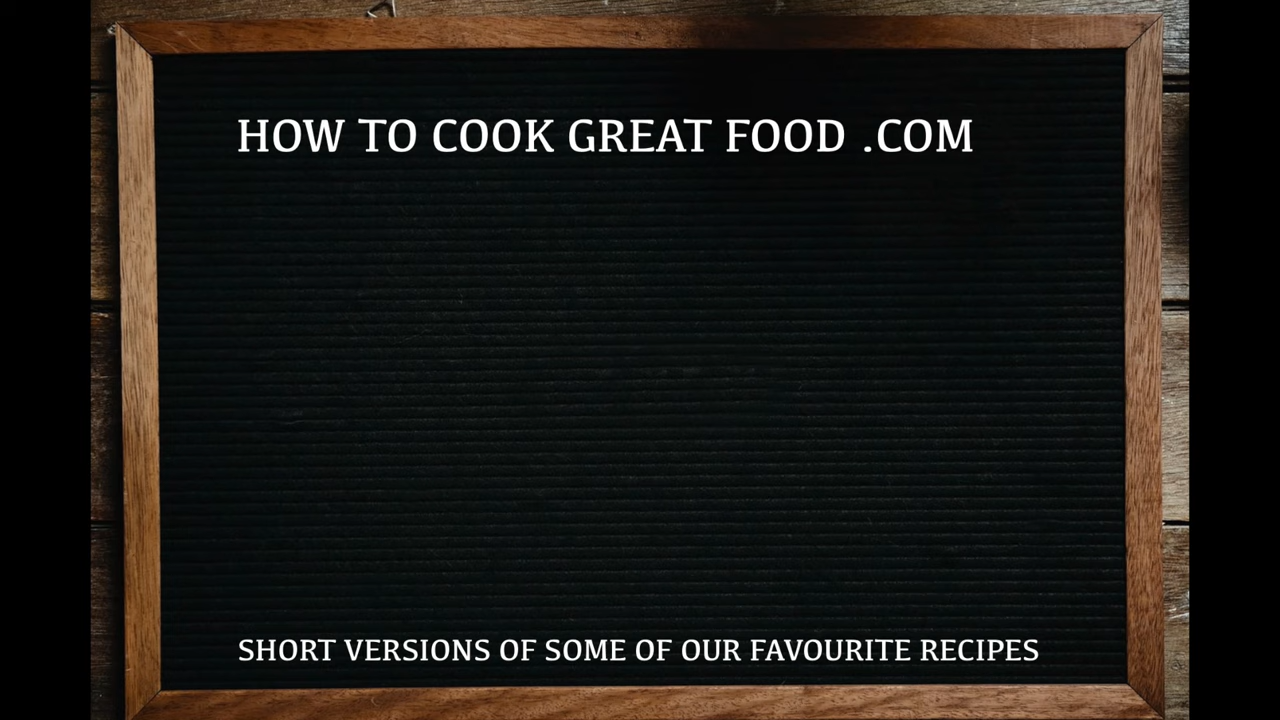 HOW TO COOK GREAT FOOD .COM
SHORT VERSIONS OF SOME OF OUR FAVOURITE RECIPES